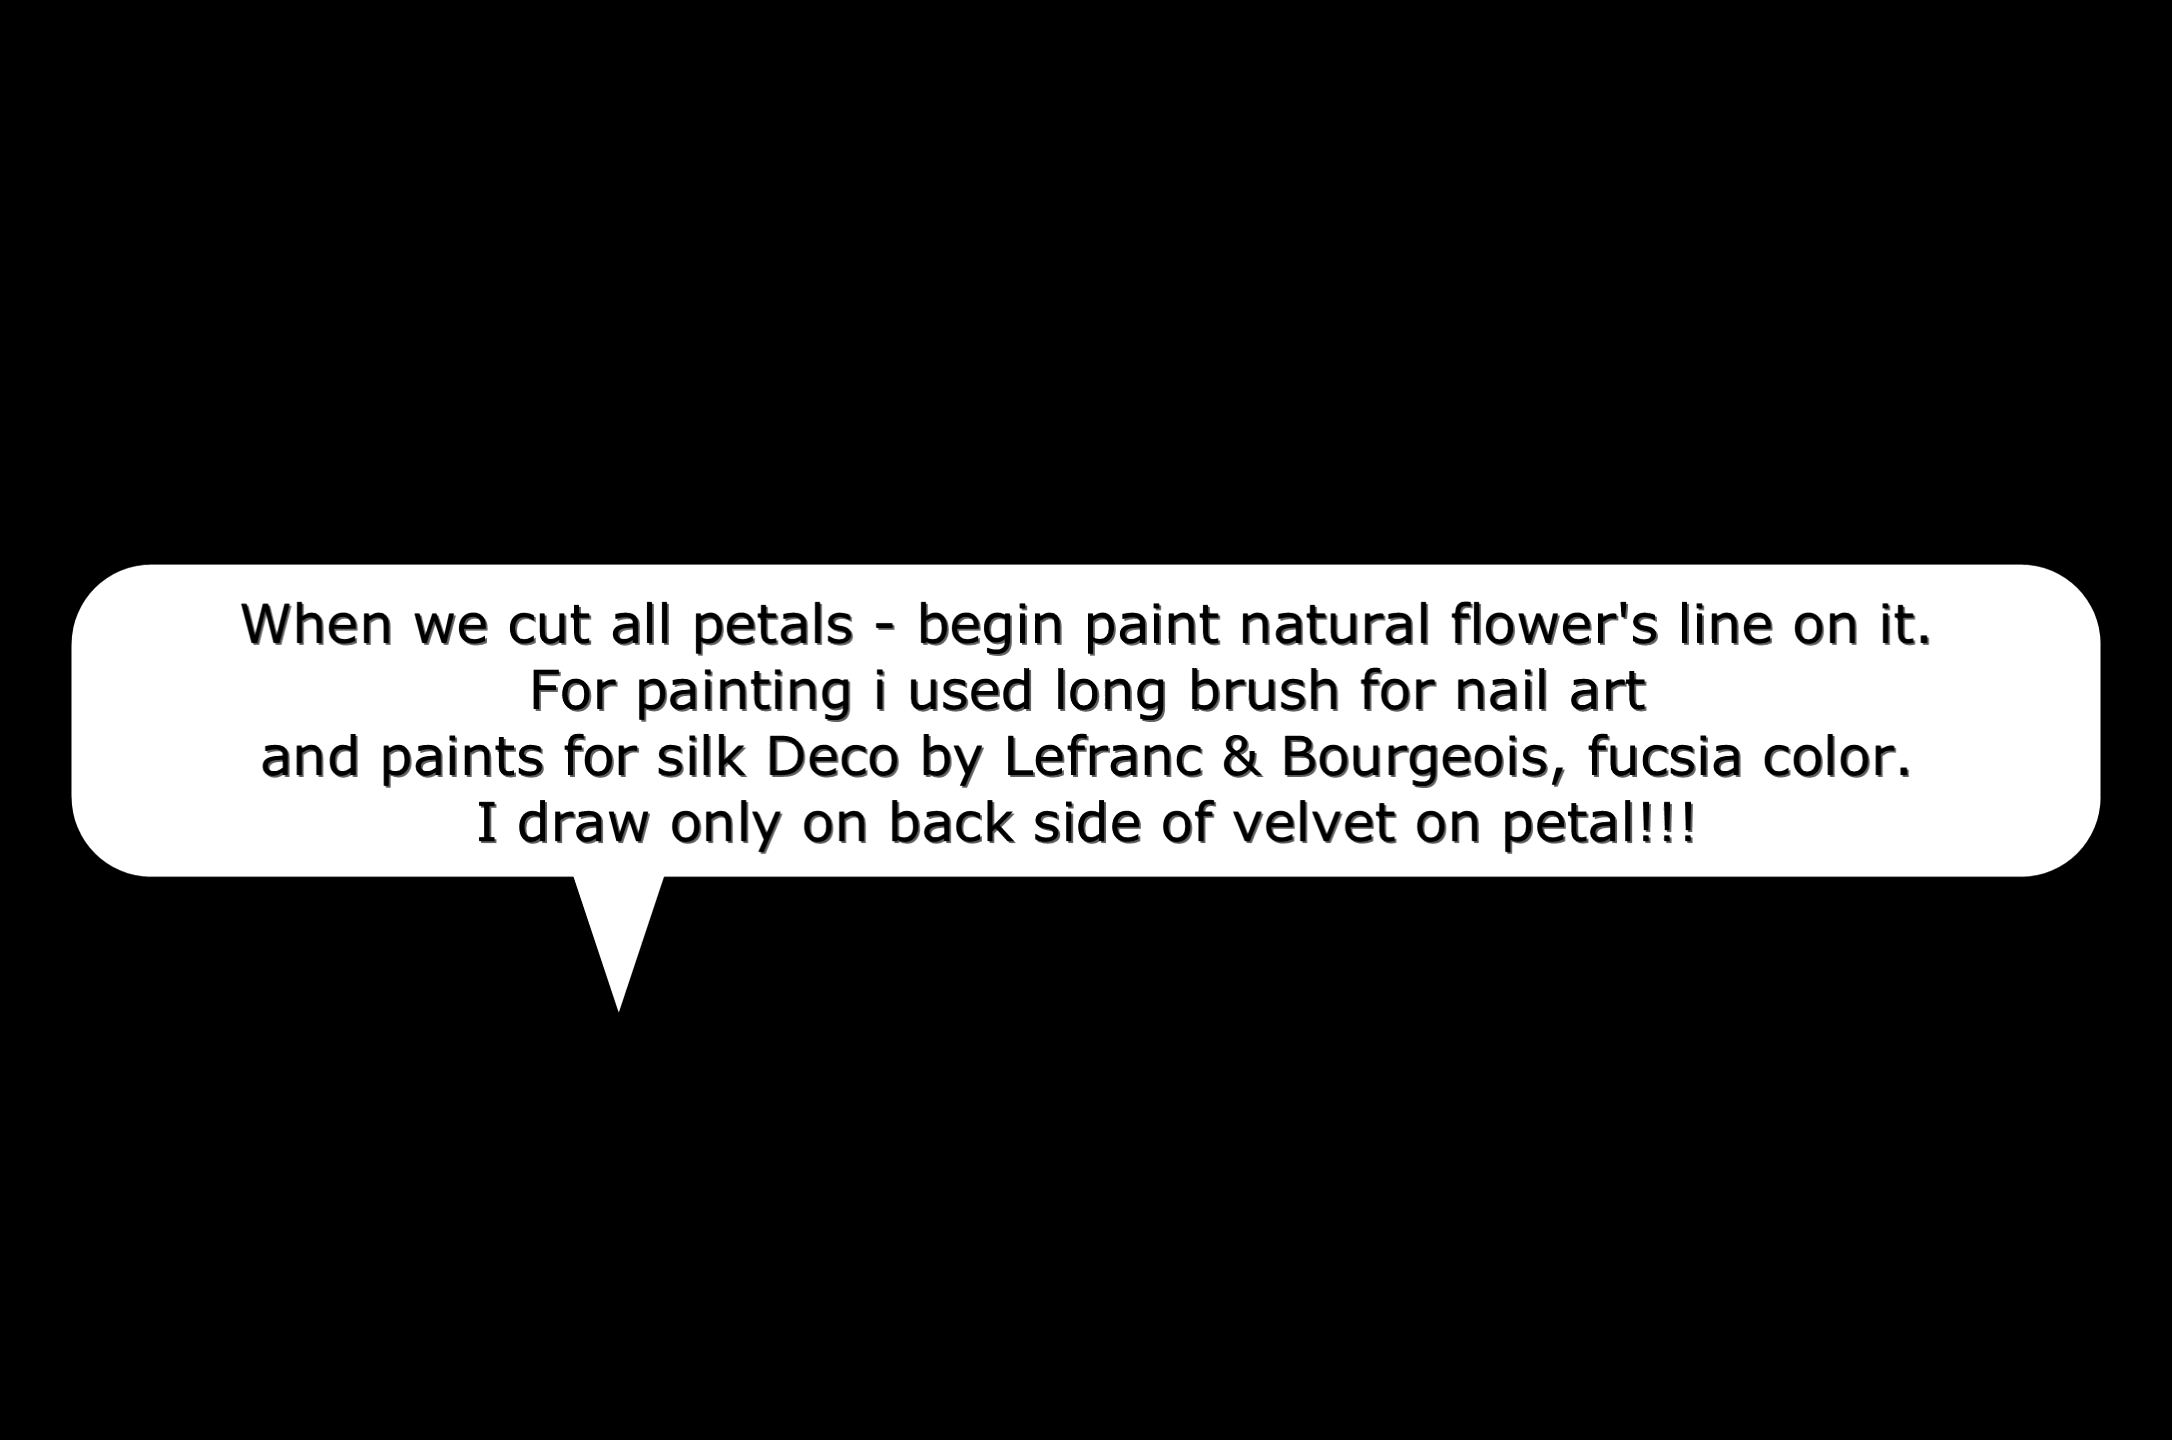 When we cut all petals - begin paint natural flower's line on it.
For painting i used long brush for nail art
and paints for silk Deco by Lefranc & Bourgeois, fucsia color.
I draw only on back side of velvet on petal!!!